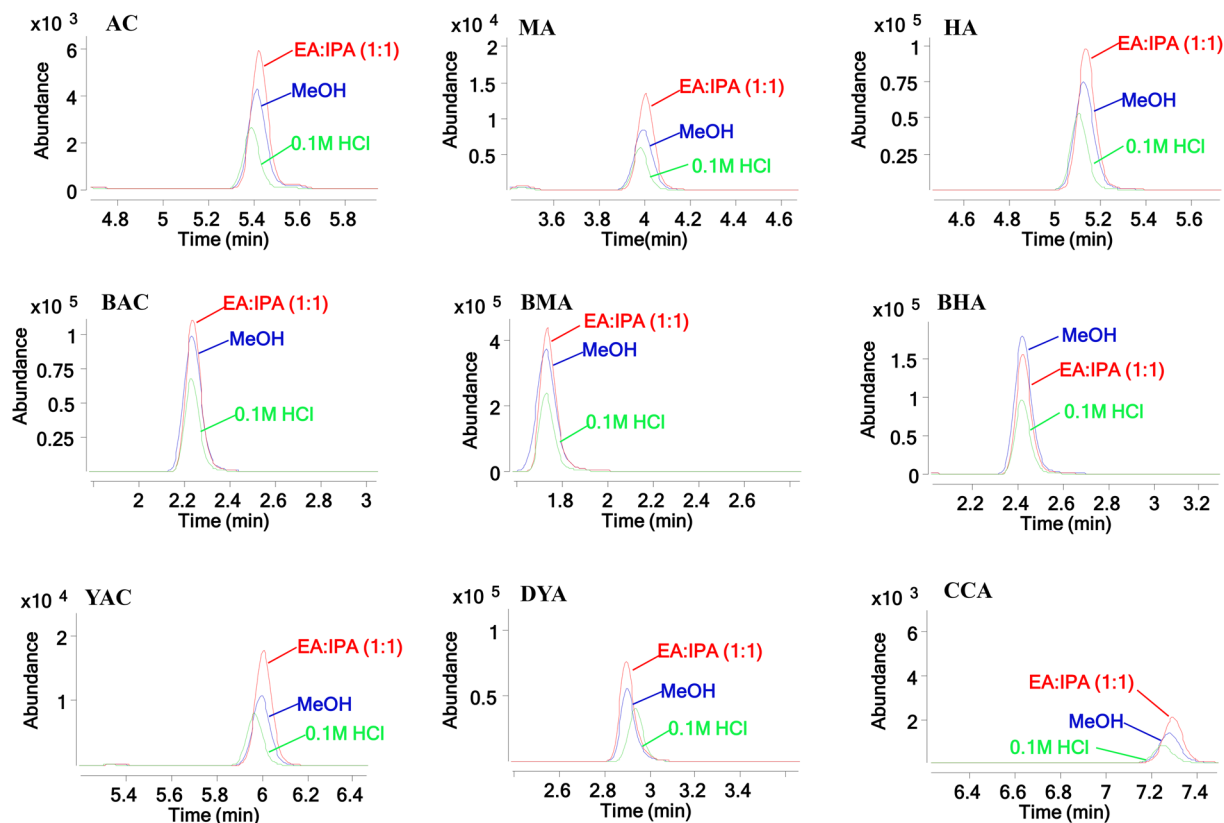 x10 3
AC
6
4
2
0
Abundance
EA:IPA (1:1)
MeOH
0.1M HCl
4.8
5
5.2
5.4
5.6
5.8
Time (min)
x10 4
MA
2
1.5
1
0.5
Abundance
EA:IPA (1:1)
MeOH
0.1M HCl
3.6
4
4.2
4.4
4.6
Time(min)
x10 5
HA
1
0.75
0.5
0.25
Abundance
EA:IPA (1:1)
MeOH
0.1M HCl
4.6
4.8
5
5.2
5.4
5.6
Time (min)
x10 5
BAC
1
0.75
0.5
0.25
Abundance
EA:IPA (1:1)
MeOH
0.1M HCl
2
2.2
2.4
2.6
2.8
3
Time (min)
x10 5
BMA
4
2
0
Abundance
EA:IPA (1:1)
MeOH
0.1M HCl
1.8
2
2.2
2.4
2.6
Time (min)
x10 5
BHA
1.5
1
0.5
0
Abundance
MeOH
EA:IPA (1:1)
0.1M HCl
2.2
2.4
2.6
2.8
3
3.2
Time (min)
x10 4
YAC
2
1
Abundance
EA:IPA (1:1)
MeOH
0.1M HCl
5.4
5.6
5.8
6
6.2
6.4
Time (min)
x10 5
DYA
1
0.5
Abundance
EA:IPA (1:1)
MeOH
0.1M HCl
2.6
2.8
3
3.2
3.4
Time (min)
x10 3
CCA
6
4
2
0
Abundance
EA:IPA (1:1)
MeOH
0.1M HCl
6.4
6.6
6.8
7
7.2
7.4
Time (min)